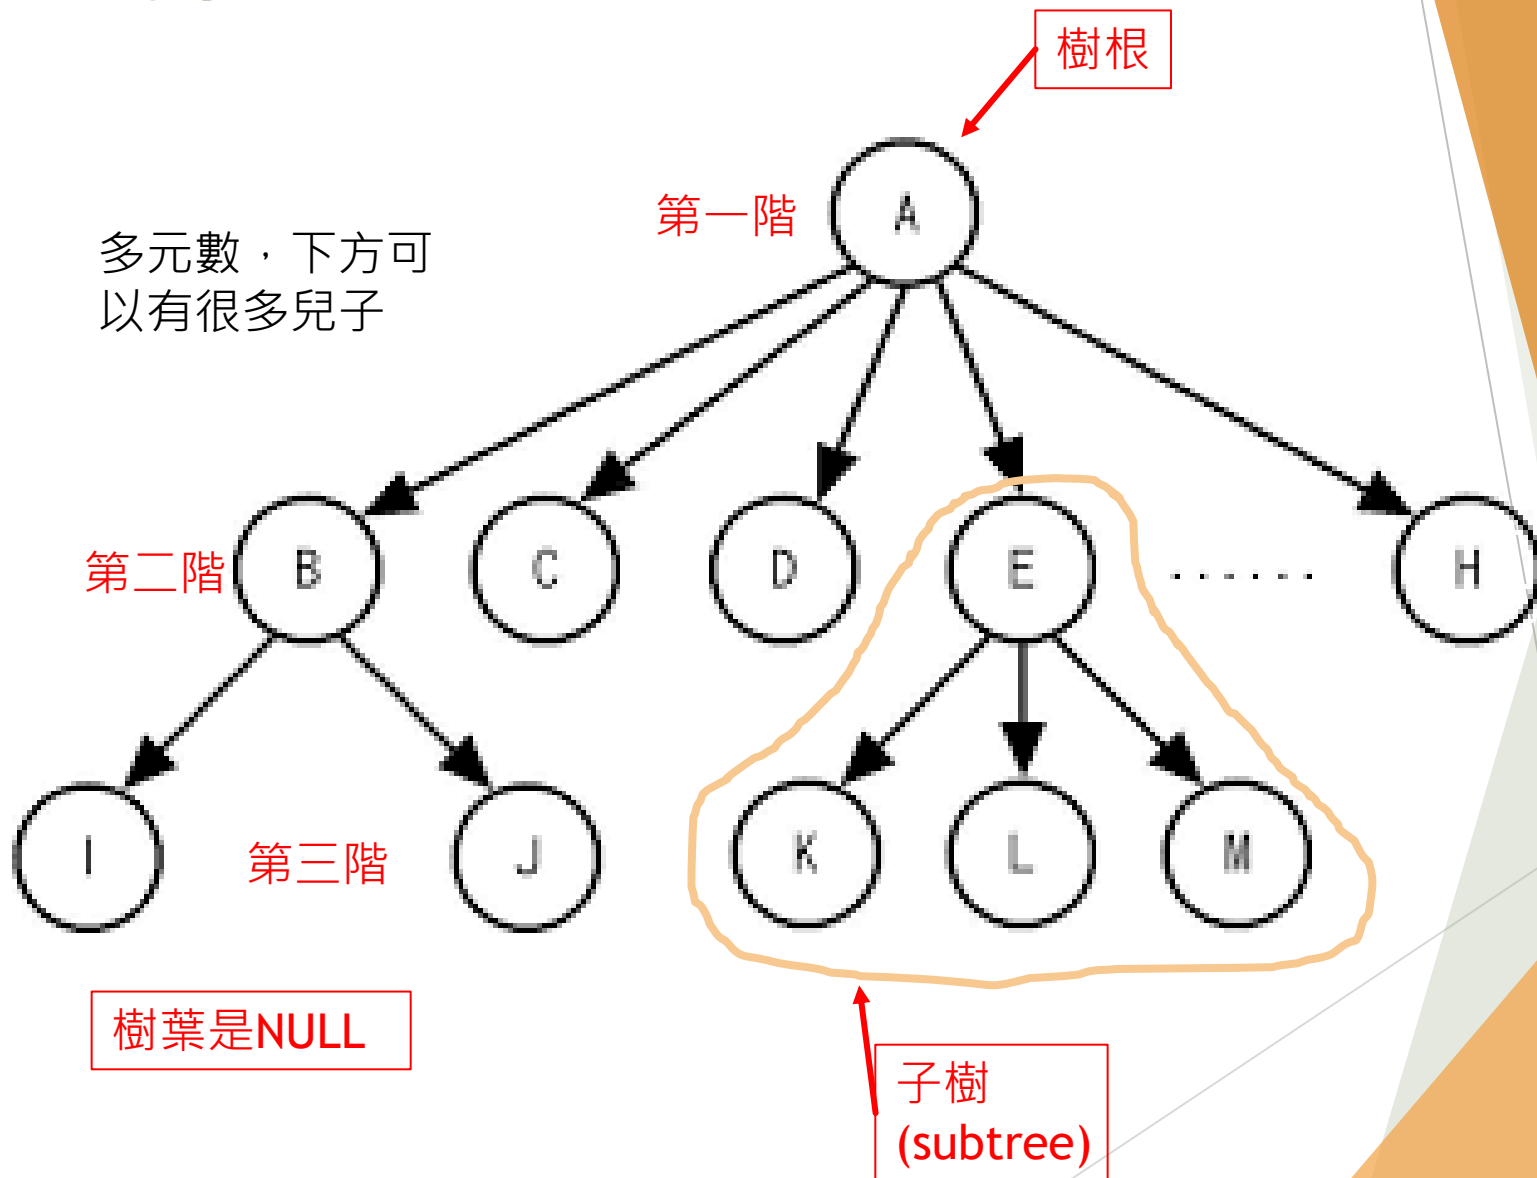 樹根
第一階
A
多元數，下方可
以有很多兒子
第二階
B
C
D
E
......
H
I
第三階
J
K
L
M
樹葉是NULL
子樹
(subtree)